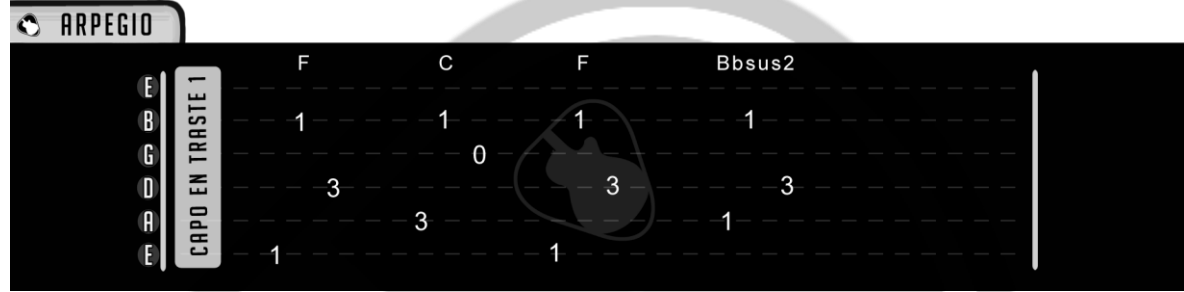 ARPEGIO
CAPO EN TRASTE 1
F C F Bbsus2
E
B 1 1 1 1
G 0
D 3 3 3
A 3 1
E 1 1